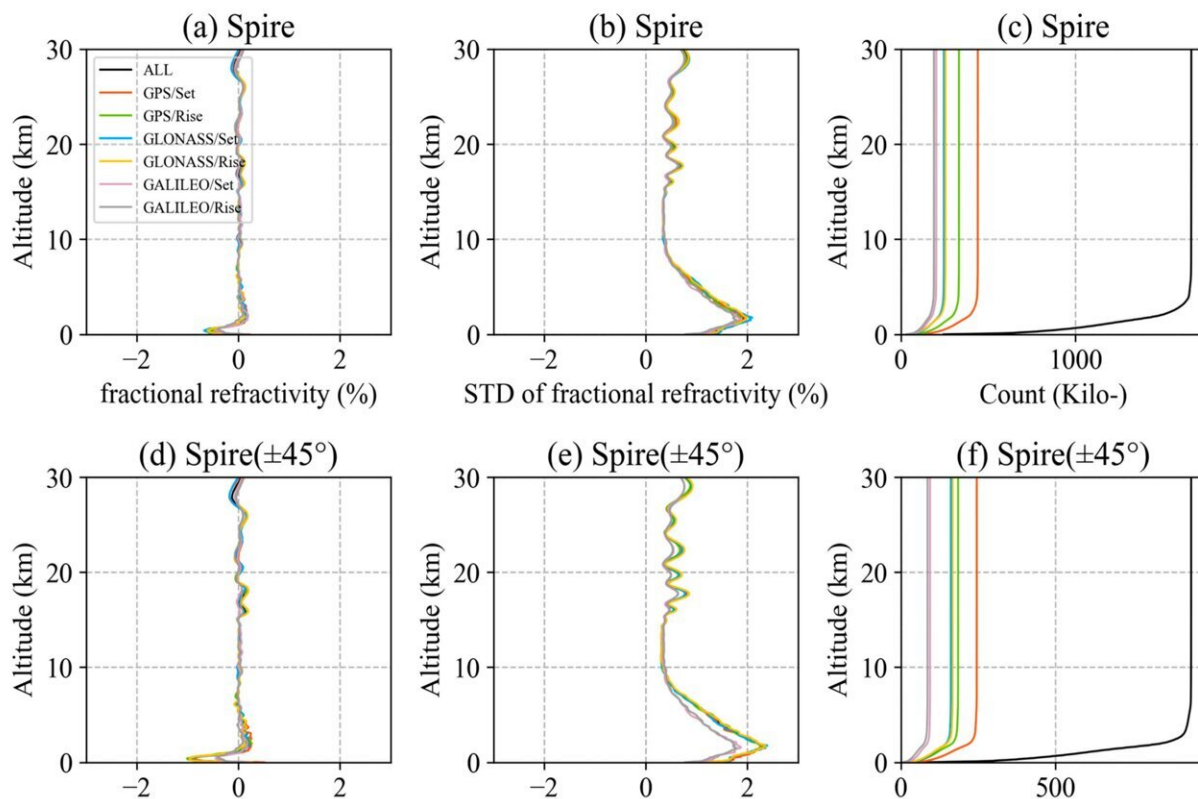 (a) Spire
(b) Spire
(c) Spire
30
20
10
0
Altitude (km)
ALL
GPS/Set
GPS/Rise
GLONASS/Set
GLONASS/Rise
GALILEO/Set
GALILEO/Rise
−2 0 2
fractional refractivity (%)
30
20
10
0
Altitude (km)
−2 0 2
STD of fractional refractivity (%)
30
20
10
0
Altitude (km)
0 1000
Count (Kilo-)
(d) Spire(±45°)
(e) Spire(±45°)
(f) Spire(±45°)
30
20
10
0
Altitude (km)
−2 0 2
30
20
10
0
Altitude (km)
−2 0 2
30
20
10
0
Altitude (km)
0 500